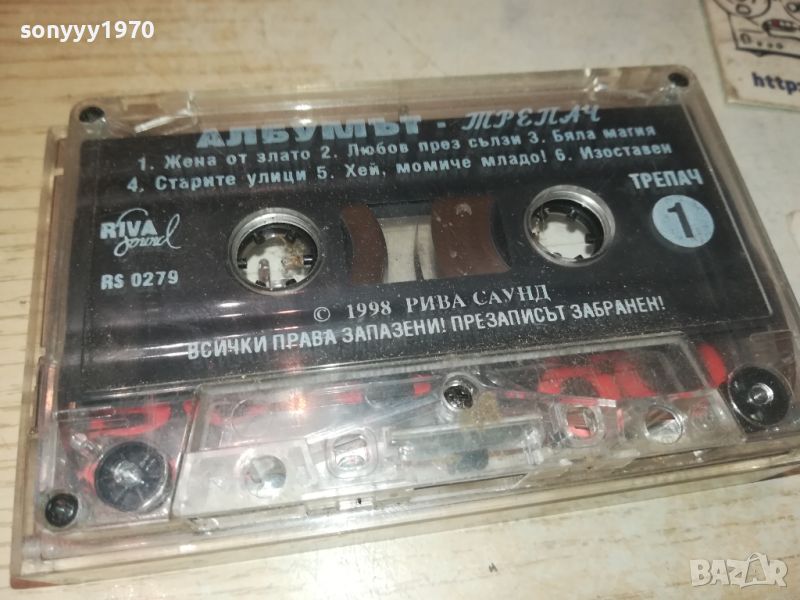 sonyyy1970
http
АЛБУМЪТ - ТРЕПАЧ
1. Жена от злато 2. Любов през сълзи 3. Бяла магия
4. Старите улици 5. Хей, момиче младо! 6. Изоставен
ТРЕПАЧ
1
RIVA
Sound
RS 0279
© 1998 РИВА САУНД
ВСИЧКИ ПРАВА ЗАПАЗЕНИ! ПРЕЗАПИСЪТ ЗАБРАНЕН!
BAZAR